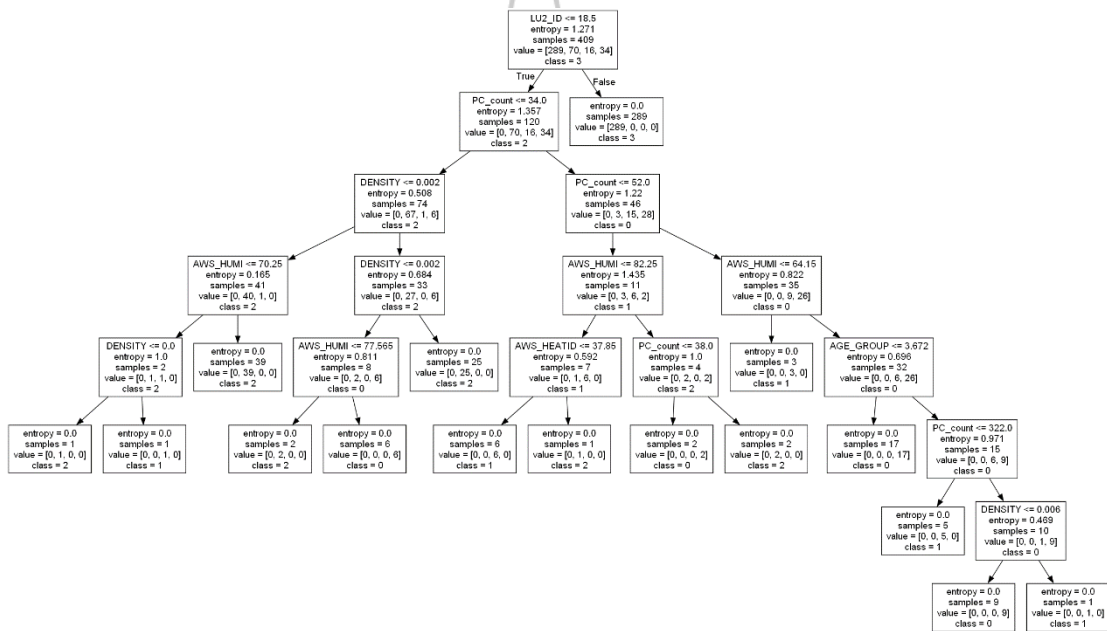 LU2_ID <= 18.5
entropy = 1.271
samples = 409
value = [289, 70, 16, 34]
class = 3
True
False
PC_count <= 34.0
entropy = 1.357
samples = 120
value = [0, 70, 16, 34]
class = 2
entropy = 0.0
samples = 289
value = [289, 0, 0, 0]
class = 3
DENSITY <= 0.002
entropy = 0.508
samples = 74
value = [0, 67, 1, 6]
class = 2
PC_count <= 52.0
entropy = 1.22
samples = 46
value = [0, 3, 15, 28]
class = 0
AWS_HUMI <= 70.25
entropy = 0.165
samples = 41
value = [0, 40, 1, 0]
class = 2
DENSITY <= 0.002
entropy = 0.684
samples = 33
value = [0, 27, 0, 6]
class = 2
AWS_HUMI <= 82.25
entropy = 1.435
samples = 11
value = [0, 3, 6, 2]
class = 1
AWS_HUMI <= 64.15
entropy = 0.822
samples = 35
value = [0, 0, 9, 26]
class = 0
DENSITY <= 0.0
entropy = 1.0
samples = 2
value = [0, 1, 1, 0]
class = 2
entropy = 0.0
samples = 39
value = [0, 39, 0, 0]
class = 2
AWS_HUMI <= 77.565
entropy = 0.811
samples = 8
value = [0, 2, 0, 6]
class = 0
entropy = 0.0
samples = 25
value = [0, 25, 0, 0]
class = 2
AWS_HEATID <= 37.85
entropy = 0.592
samples = 7
value = [0, 1, 6, 0]
class = 1
PC_count <= 38.0
entropy = 1.0
samples = 4
value = [0, 2, 0, 2]
class = 2
entropy = 0.0
samples = 3
value = [0, 0, 3, 0]
class = 1
AGE_GROUP <= 3.672
entropy = 0.696
samples = 32
value = [0, 0, 6, 26]
class = 0
entropy = 0.0
samples = 1
value = [0, 1, 0, 0]
class = 2
entropy = 0.0
samples = 1
value = [0, 0, 1, 0]
class = 1
entropy = 0.0
samples = 2
value = [0, 2, 0, 0]
class = 2
entropy = 0.0
samples = 6
value = [0, 0, 0, 6]
class = 0
entropy = 0.0
samples = 6
value = [0, 0, 6, 0]
class = 1
entropy = 0.0
samples = 1
value = [0, 1, 0, 0]
class = 2
entropy = 0.0
samples = 2
value = [0, 0, 0, 2]
class = 0
entropy = 0.0
samples = 2
value = [0, 2, 0, 0]
class = 2
entropy = 0.0
samples = 17
value = [0, 0, 0, 17]
class = 0
PC_count <= 322.0
entropy = 0.971
samples = 15
value = [0, 0, 6, 9]
class = 0
entropy = 0.0
samples = 5
value = [0, 0, 5, 0]
class = 1
DENSITY <= 0.006
entropy = 0.469
samples = 10
value = [0, 0, 1, 9]
class = 0
entropy = 0.0
samples = 9
value = [0, 0, 0, 9]
class = 0
entropy = 0.0
samples = 1
value = [0, 0, 1, 0]
class = 1